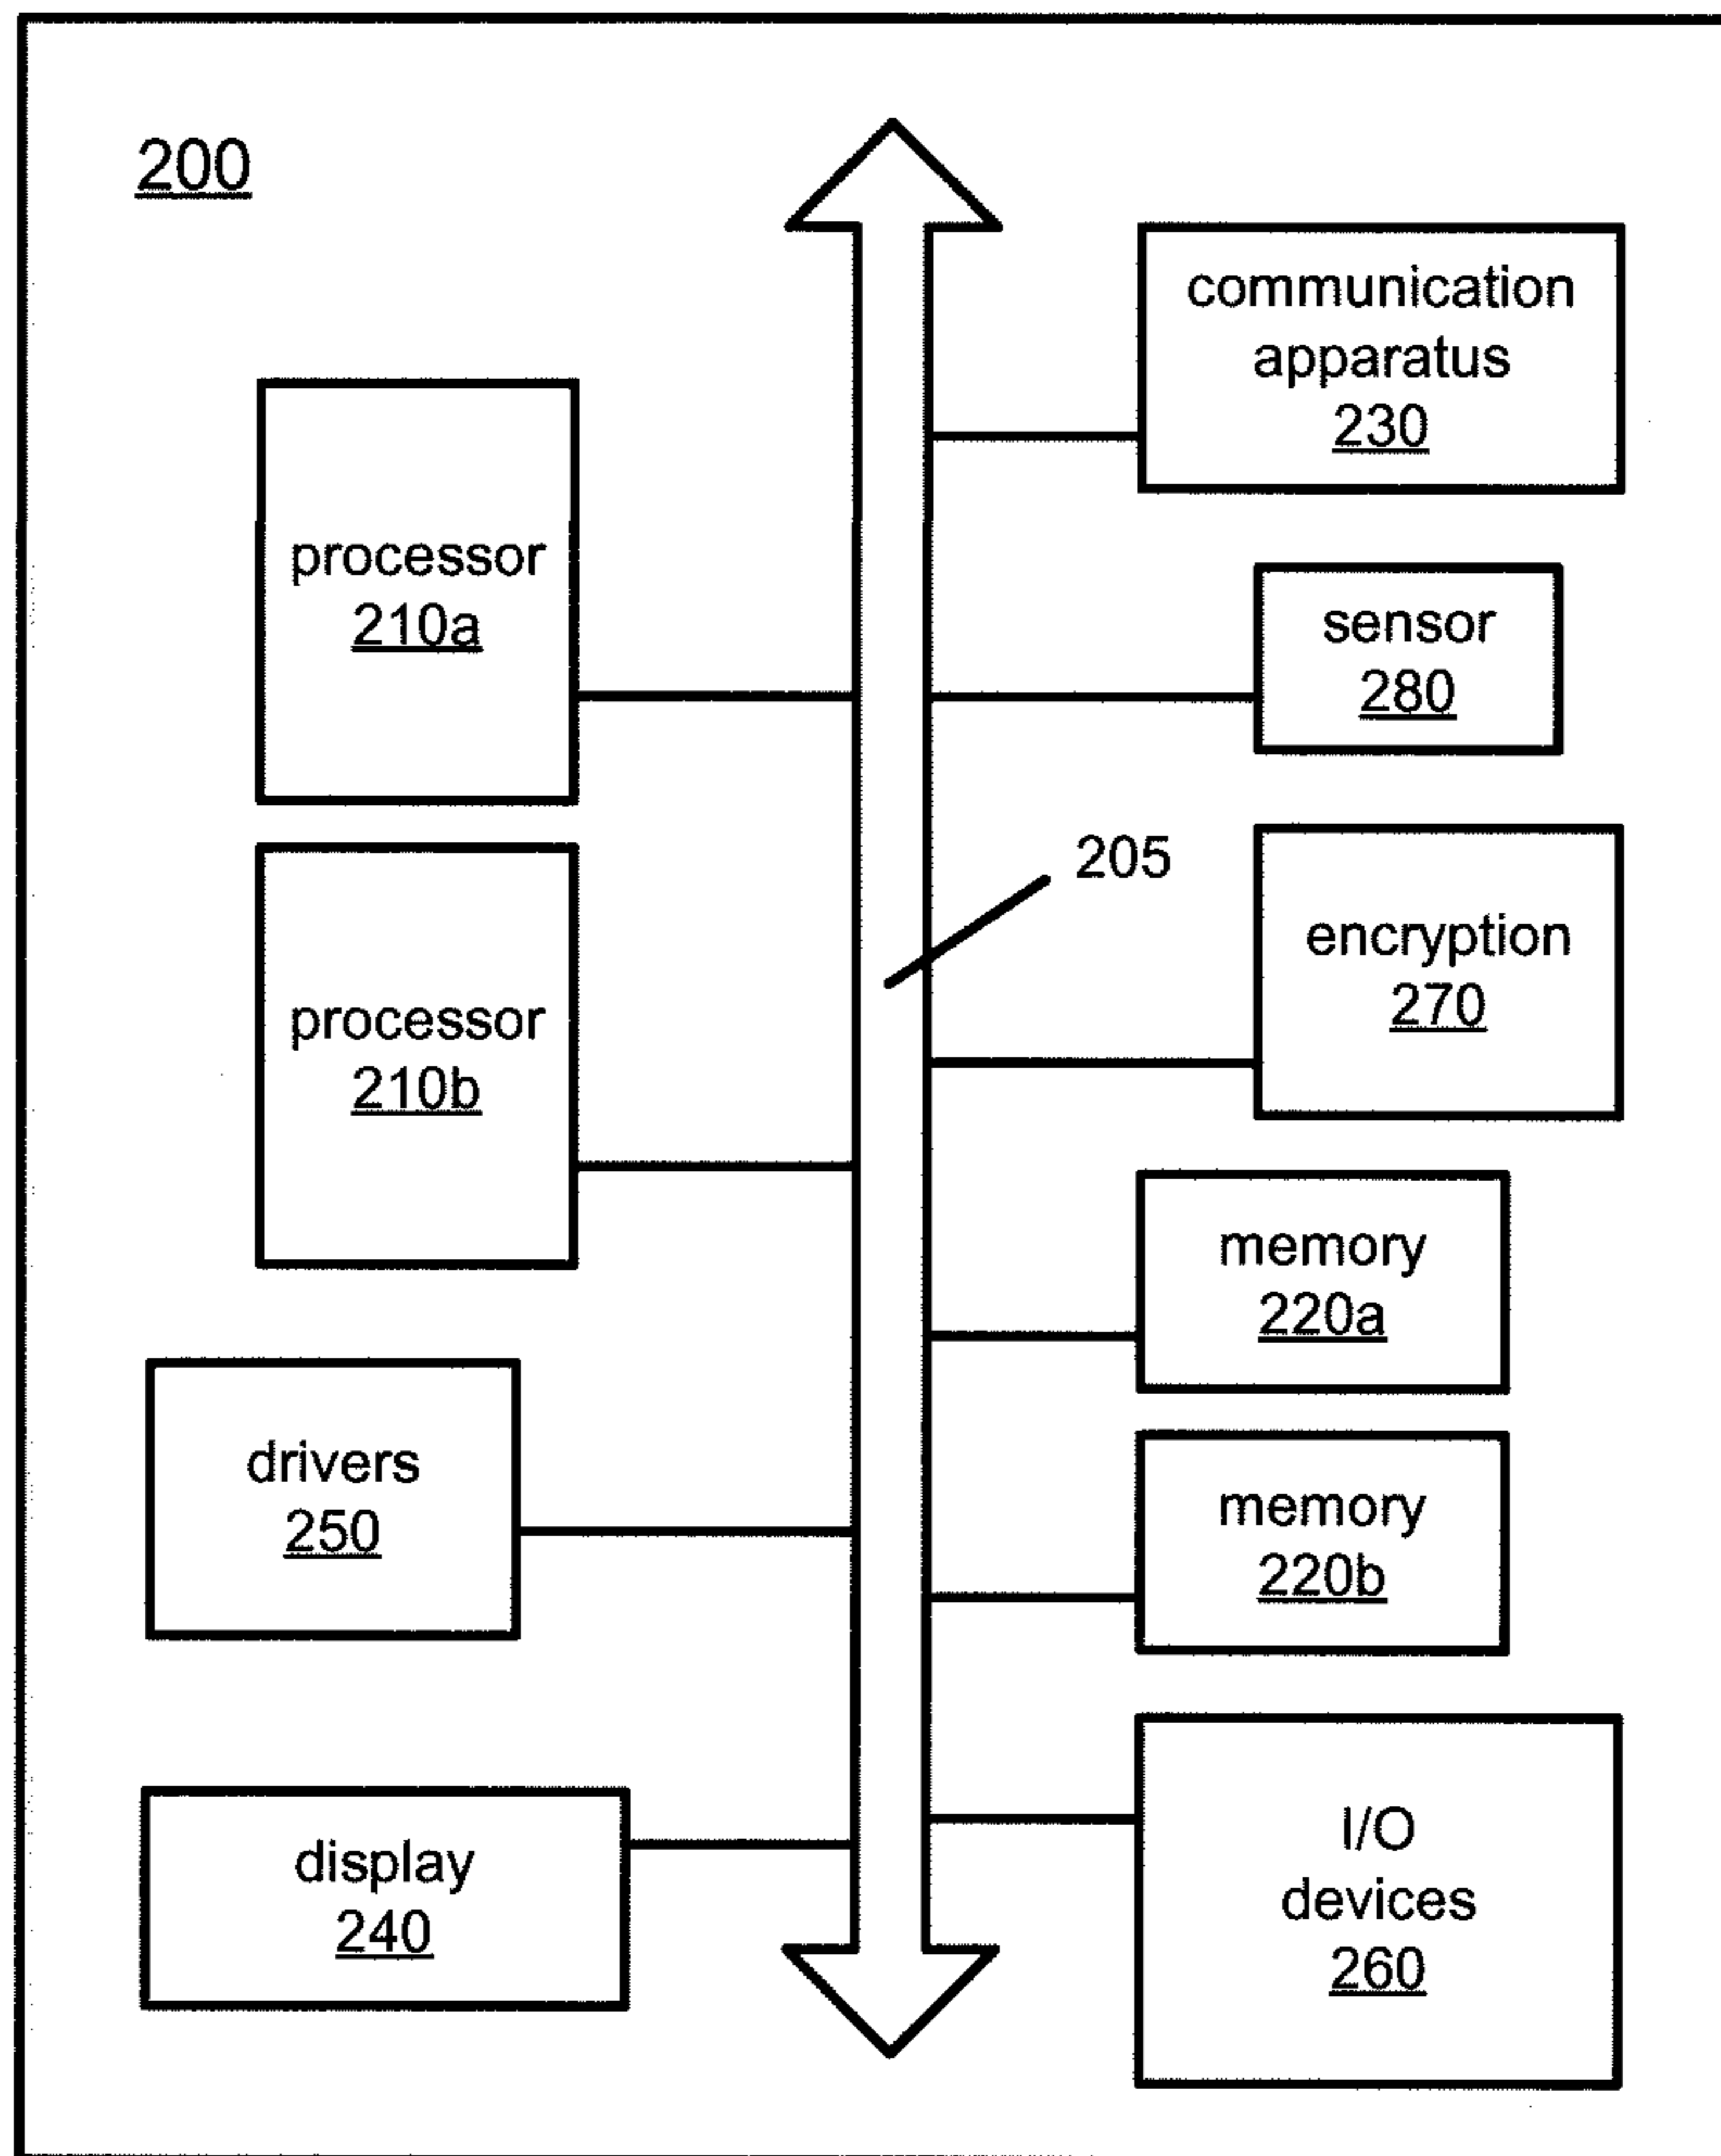 200
communication
apparatus
230
processor
210a
sensor
280
205
encryption
270
processor
210b
memory
220a
drivers
250
memory
220b
display
240
I/O
devices
260